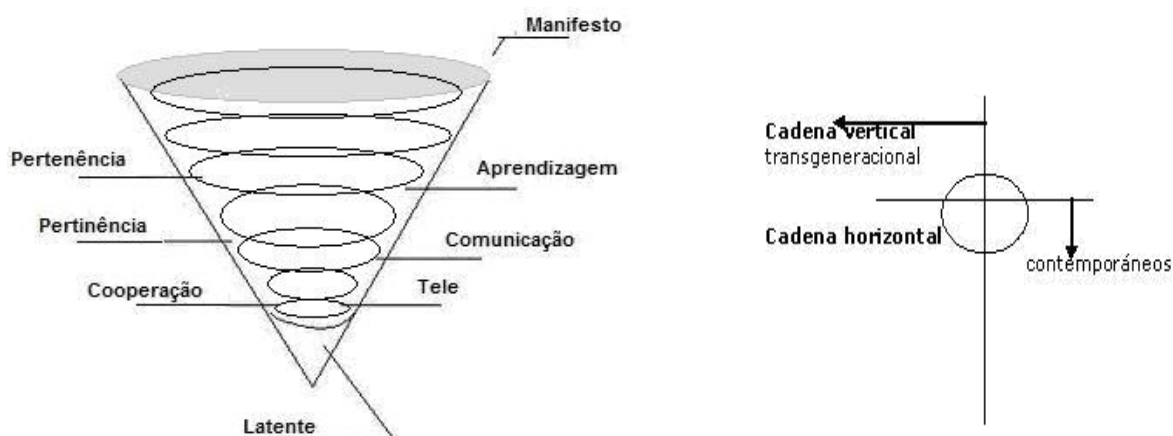 Manifesto
Pertenência
Aprendizagem
Pertinência
Comunicação
Cooperação
Tele
Latente
Cadena vertical
transgeneracional
Cadena horizontal
contemporáneos